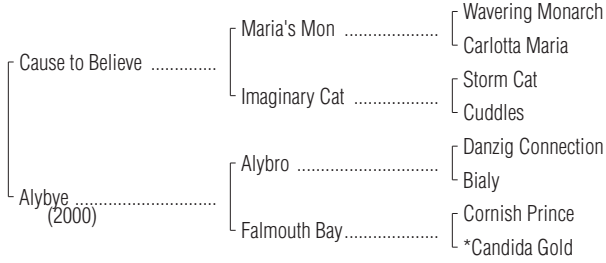 Wavering Monarch
Maria's Mon .....................
Carlotta Maria
Cause to Believe ..............
Storm Cat
Imaginary Cat ...................
Cuddles
Danzig Connection
Alybro ................................
Bialy
Alybye ...............................
(2000)
Cornish Prince
Falmouth Bay.....................
*Candida Gold